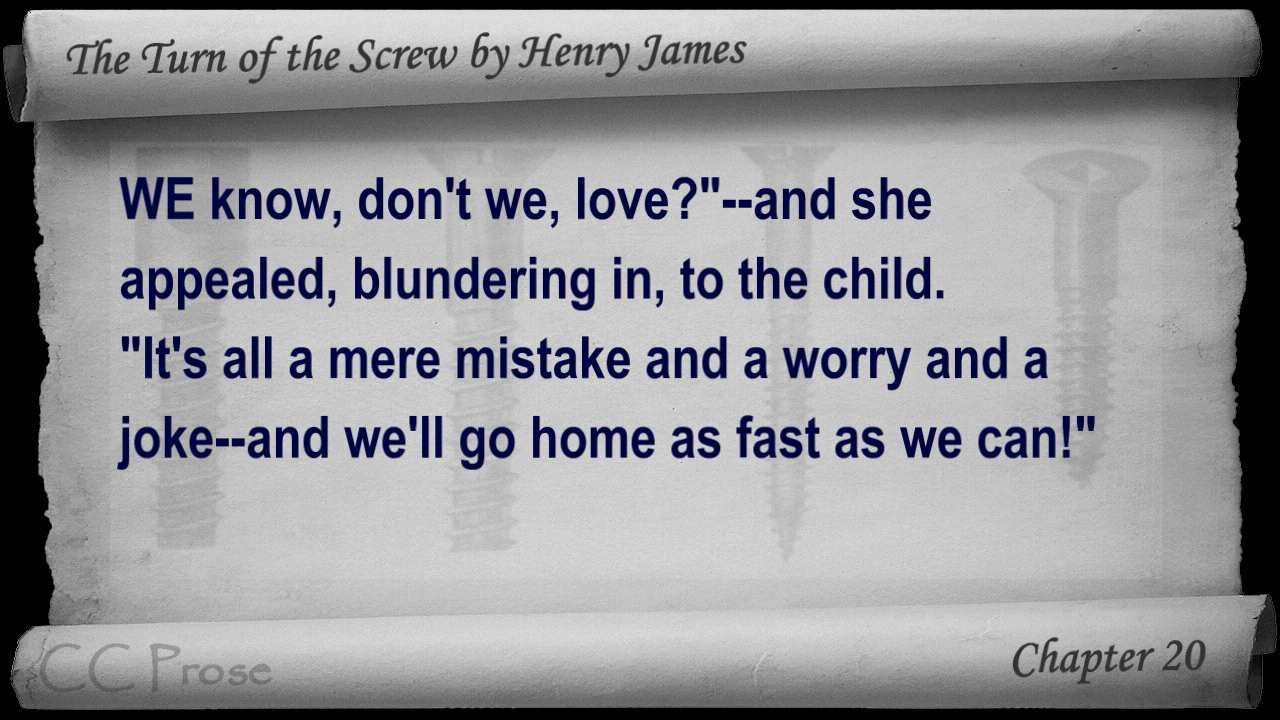 The Turn of the Screw by Henry James
WE know, don't we, love?"--and she
appealed, blundering in, to the child.
"It's all a mere mistake and a worry and a
joke--and we'll go home as fast as we can!"
CC Prose
Chapter 20